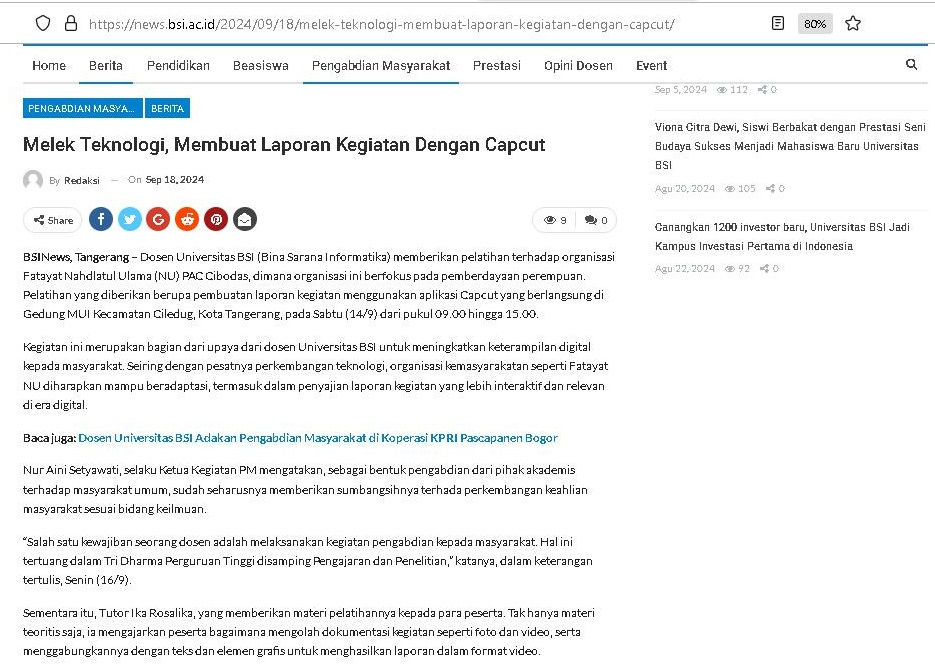 https://news.bsi.ac.id/2024/09/18/melek-teknologi-membuat-laporan-kegiatan-dengan-capcut/
80%
Home Berita Pendidikan Beasiswa Pengabdian Masyarakat Prestasi Opini Dosen Event
PENGABDIAN MASYA... BERITA
Melek Teknologi, Membuat Laporan Kegiatan Dengan Capcut
By Redaksi — On Sep 18, 2024
Share 9 0
BSINews, Tangerang – Dosen Universitas BSI (Bina Sarana Informatika) memberikan pelatihan terhadap organisasi
Fatayat Nahdlatul Ulama (NU) PAC Cibodas, dimana organisasi ini berfokus pada pemberdayaan perempuan.
Pelatihan yang diberikan berupa pembuatan laporan kegiatan menggunakan aplikasi Capcut yang berlangsung di
Gedung MUI Kecamatan Ciledug, Kota Tangerang, pada Sabtu (14/9) dari pukul 09.00 hingga 15.00.
Kegiatan ini merupakan bagian dari upaya dari dosen Universitas BSI untuk meningkatkan keterampilan digital
kepada masyarakat. Seiring dengan pesatnya perkembangan teknologi, organisasi kemasyarakatan seperti Fatayat
NU diharapkan mampu beradaptasi, termasuk dalam penyajian laporan kegiatan yang lebih interaktif dan relevan
di era digital.
Baca juga: Dosen Universitas BSI Adakan Pengabdian Masyarakat di Koperasi KPRI Pascapanen Bogor
Nur Aini Setyawati, selaku Ketua Kegiatan PM mengatakan, sebagai bentuk pengabdian dari pihak akademis
terhadap masyarakat umum, sudah seharusnya memberikan sumbangsihnya terhada perkembangan keahlian
masyarakat sesuai bidang keilmuan.
“Salah satu kewajiban seorang dosen adalah melaksanakan kegiatan pengabdian kepada masyarakat. Hal ini
tertuang dalam Tri Dharma Perguruan Tinggi disamping Pengajaran dan Penelitian,” katanya, dalam keterangan
tertulis, Senin (16/9).
Sementara itu, Tutor Ika Rosalika, yang memberikan materi pelatihannya kepada para peserta. Tak hanya materi
teoritis saja, ia mengajarkan peserta bagaimana mengolah dokumentasi kegiatan seperti foto dan video, serta
menggabungkannya dengan teks dan elemen grafis untuk menghasilkan laporan dalam format video.
Sep 5, 2024 112 0
Viona Citra Dewi, Siswi Berbakat dengan Prestasi Seni
Budaya Sukses Menjadi Mahasiswa Baru Universitas
BSI
Agu 20, 2024 105 0
Canangkan 1200 investor baru, Universitas BSI Jadi
Kampus Investasi Pertama di Indonesia
Agu 22, 2024 92 0